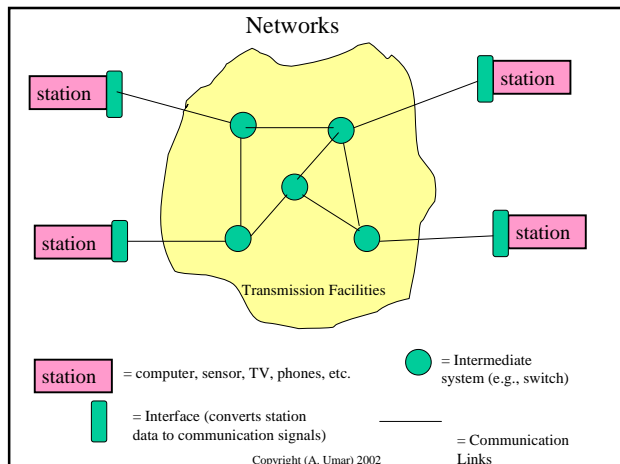 Networks
station
station
station
station
Transmission Facilities
station
= computer, sensor, TV, phones, etc.
= Intermediate
system (e.g., switch)
= Interface (converts station
data to communication signals)
= Communication
Links
Copyright (A. Umar) 2002